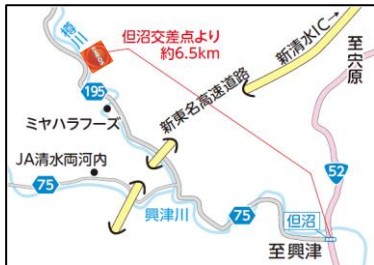 樽川
但沼交差点より
約6.5km
新清水IC→
至宍原
195
新東名高速道路
ミヤハラフーズ
52
JA清水両河内
75
興津川
75
但沼
至興津